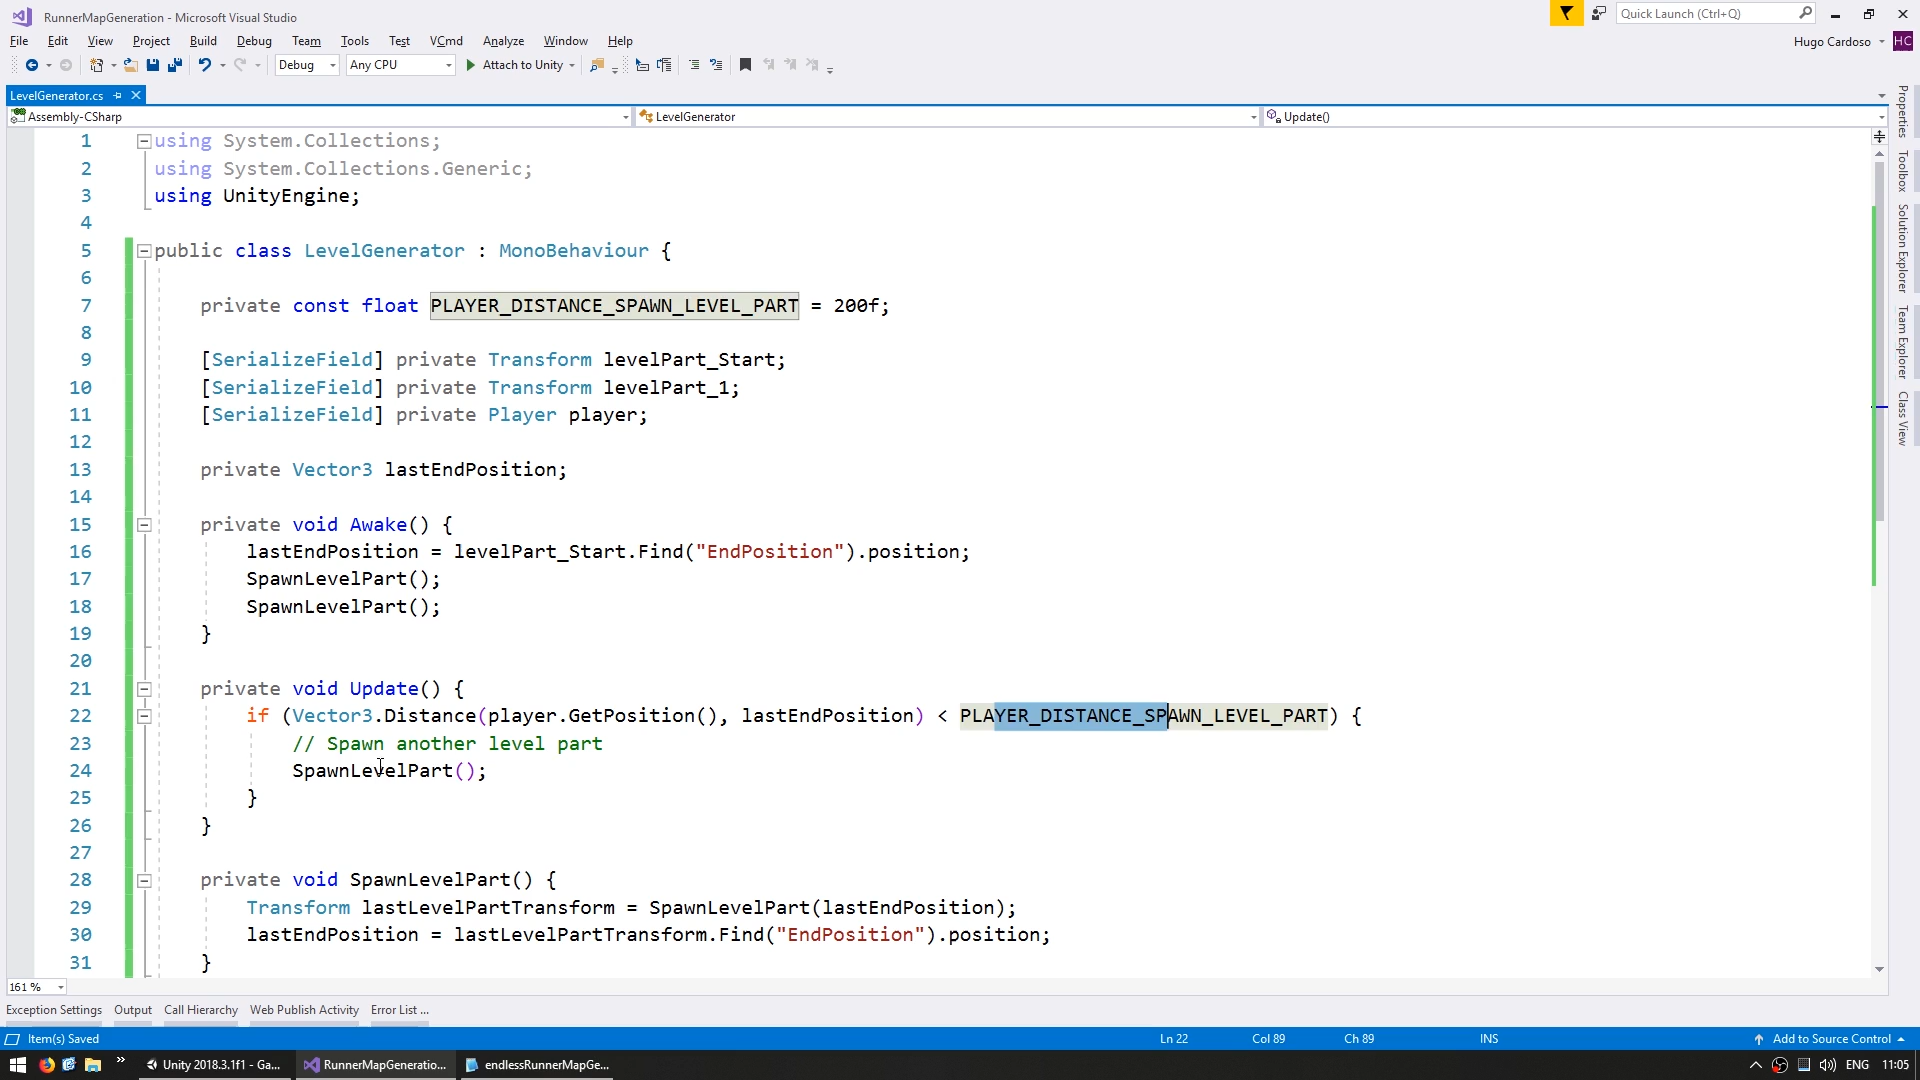 RunnerMapGeneration - Microsoft Visual Studio
Quick Launch (Ctrl+Q)
File Edit View Project Build Debug Team Tools Test VCmd Analyze Window Help
Hugo Cardoso HC
Debug Any CPU Attach to Unity
LevelGenerator.cs
Assembly-CSharp LevelGenerator Update()
1 using System.Collections;
2 using System.Collections.Generic;
3 using UnityEngine;
4
5 public class LevelGenerator : MonoBehaviour {
6
7 private const float PLAYER_DISTANCE_SPAWN_LEVEL_PART = 200f;
8
9 [SerializeField] private Transform levelPart_Start;
10 [SerializeField] private Transform levelPart_1;
11 [SerializeField] private Player player;
12
13 private Vector3 lastEndPosition;
14
15 private void Awake() {
16 lastEndPosition = levelPart_Start.Find("EndPosition").position;
17 SpawnLevelPart();
18 SpawnLevelPart();
19 }
20
21 private void Update() {
22 if (Vector3.Distance(player.GetPosition(), lastEndPosition) < PLAYER_DISTANCE_SPAWN_LEVEL_PART) {
23 // Spawn another level part
24 SpawnLevelPart();
25 }
26 }
27
28 private void SpawnLevelPart() {
29 Transform lastLevelPartTransform = SpawnLevelPart(lastEndPosition);
30 lastEndPosition = lastLevelPartTransform.Find("EndPosition").position;
31 }
Properties
Toolbox
Solution Explorer
Team Explorer
Class View
161 %
Exception Settings Output Call Hierarchy Web Publish Activity Error List ...
Item(s) Saved Ln 22 Col 89 Ch 89 INS Add to Source Control
Unity 2018.3.1f1 - Ga... RunnerMapGeneratio... endlessRunnerMapGe... ENG 11:05